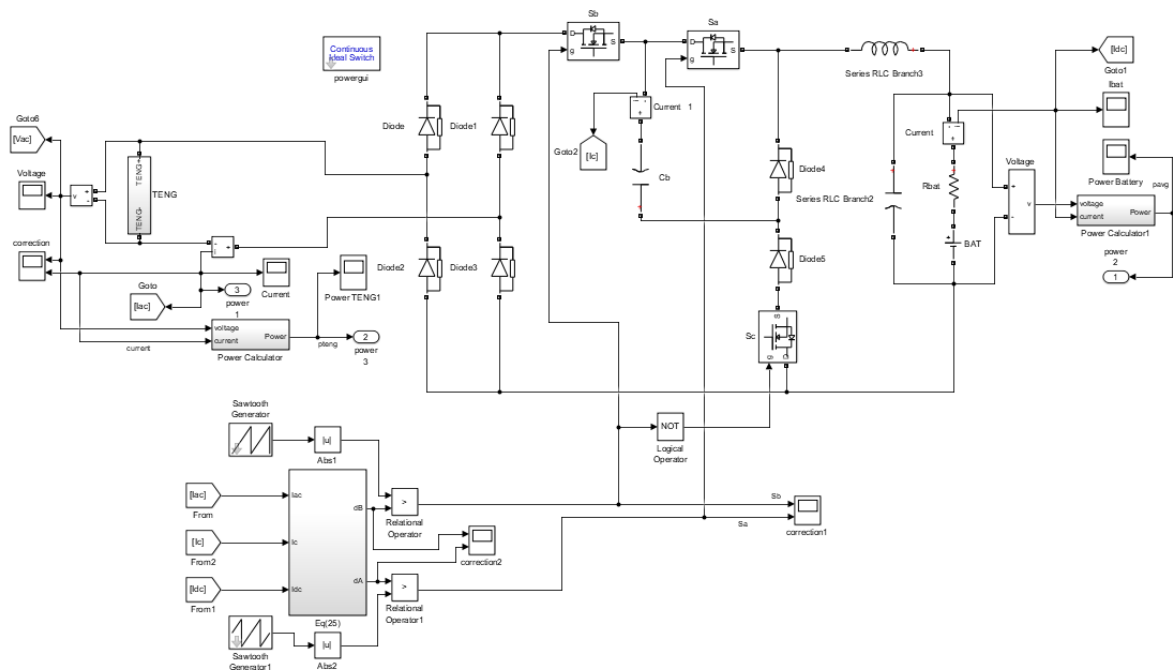 Continuous
Ideal Switch
powergui
Sb
D
S
g
Sa
D
S
g
Series RLC Branch3
[Idc]
Goto1
Ibat
Goto6
[Vac]
Voltage
v
+
-
TENG+
TENG-
TENG
Diode
Diode1
Current 1
Goto2
[Ic]
Cb
Diode4
Series RLC Branch2
Current
Rbat
BAT
Voltage
+
-
v
Power Battery
pavg
voltage
current
Power
Power Calculator1
power
2
1
correction
Goto
[Iac]
3
power
1
Current
Power TENG1
Diode2
Diode3
Diode5
voltage
current
Power
Power Calculator
current
pteng
2
power
3
Sc
S
g
D
Sawtooth
Generator
|u|
Abs1
NOT
Logical
Operator
[Iac]
From
[Ic]
From2
[Idc]
From1
Iac
Ic
Idc
dB
dA
Eq(25)
>
Relational
Operator
correction2
>
Relational
Operator1
Sb
Sa
correction1
Sawtooth
Generator1
|u|
Abs2